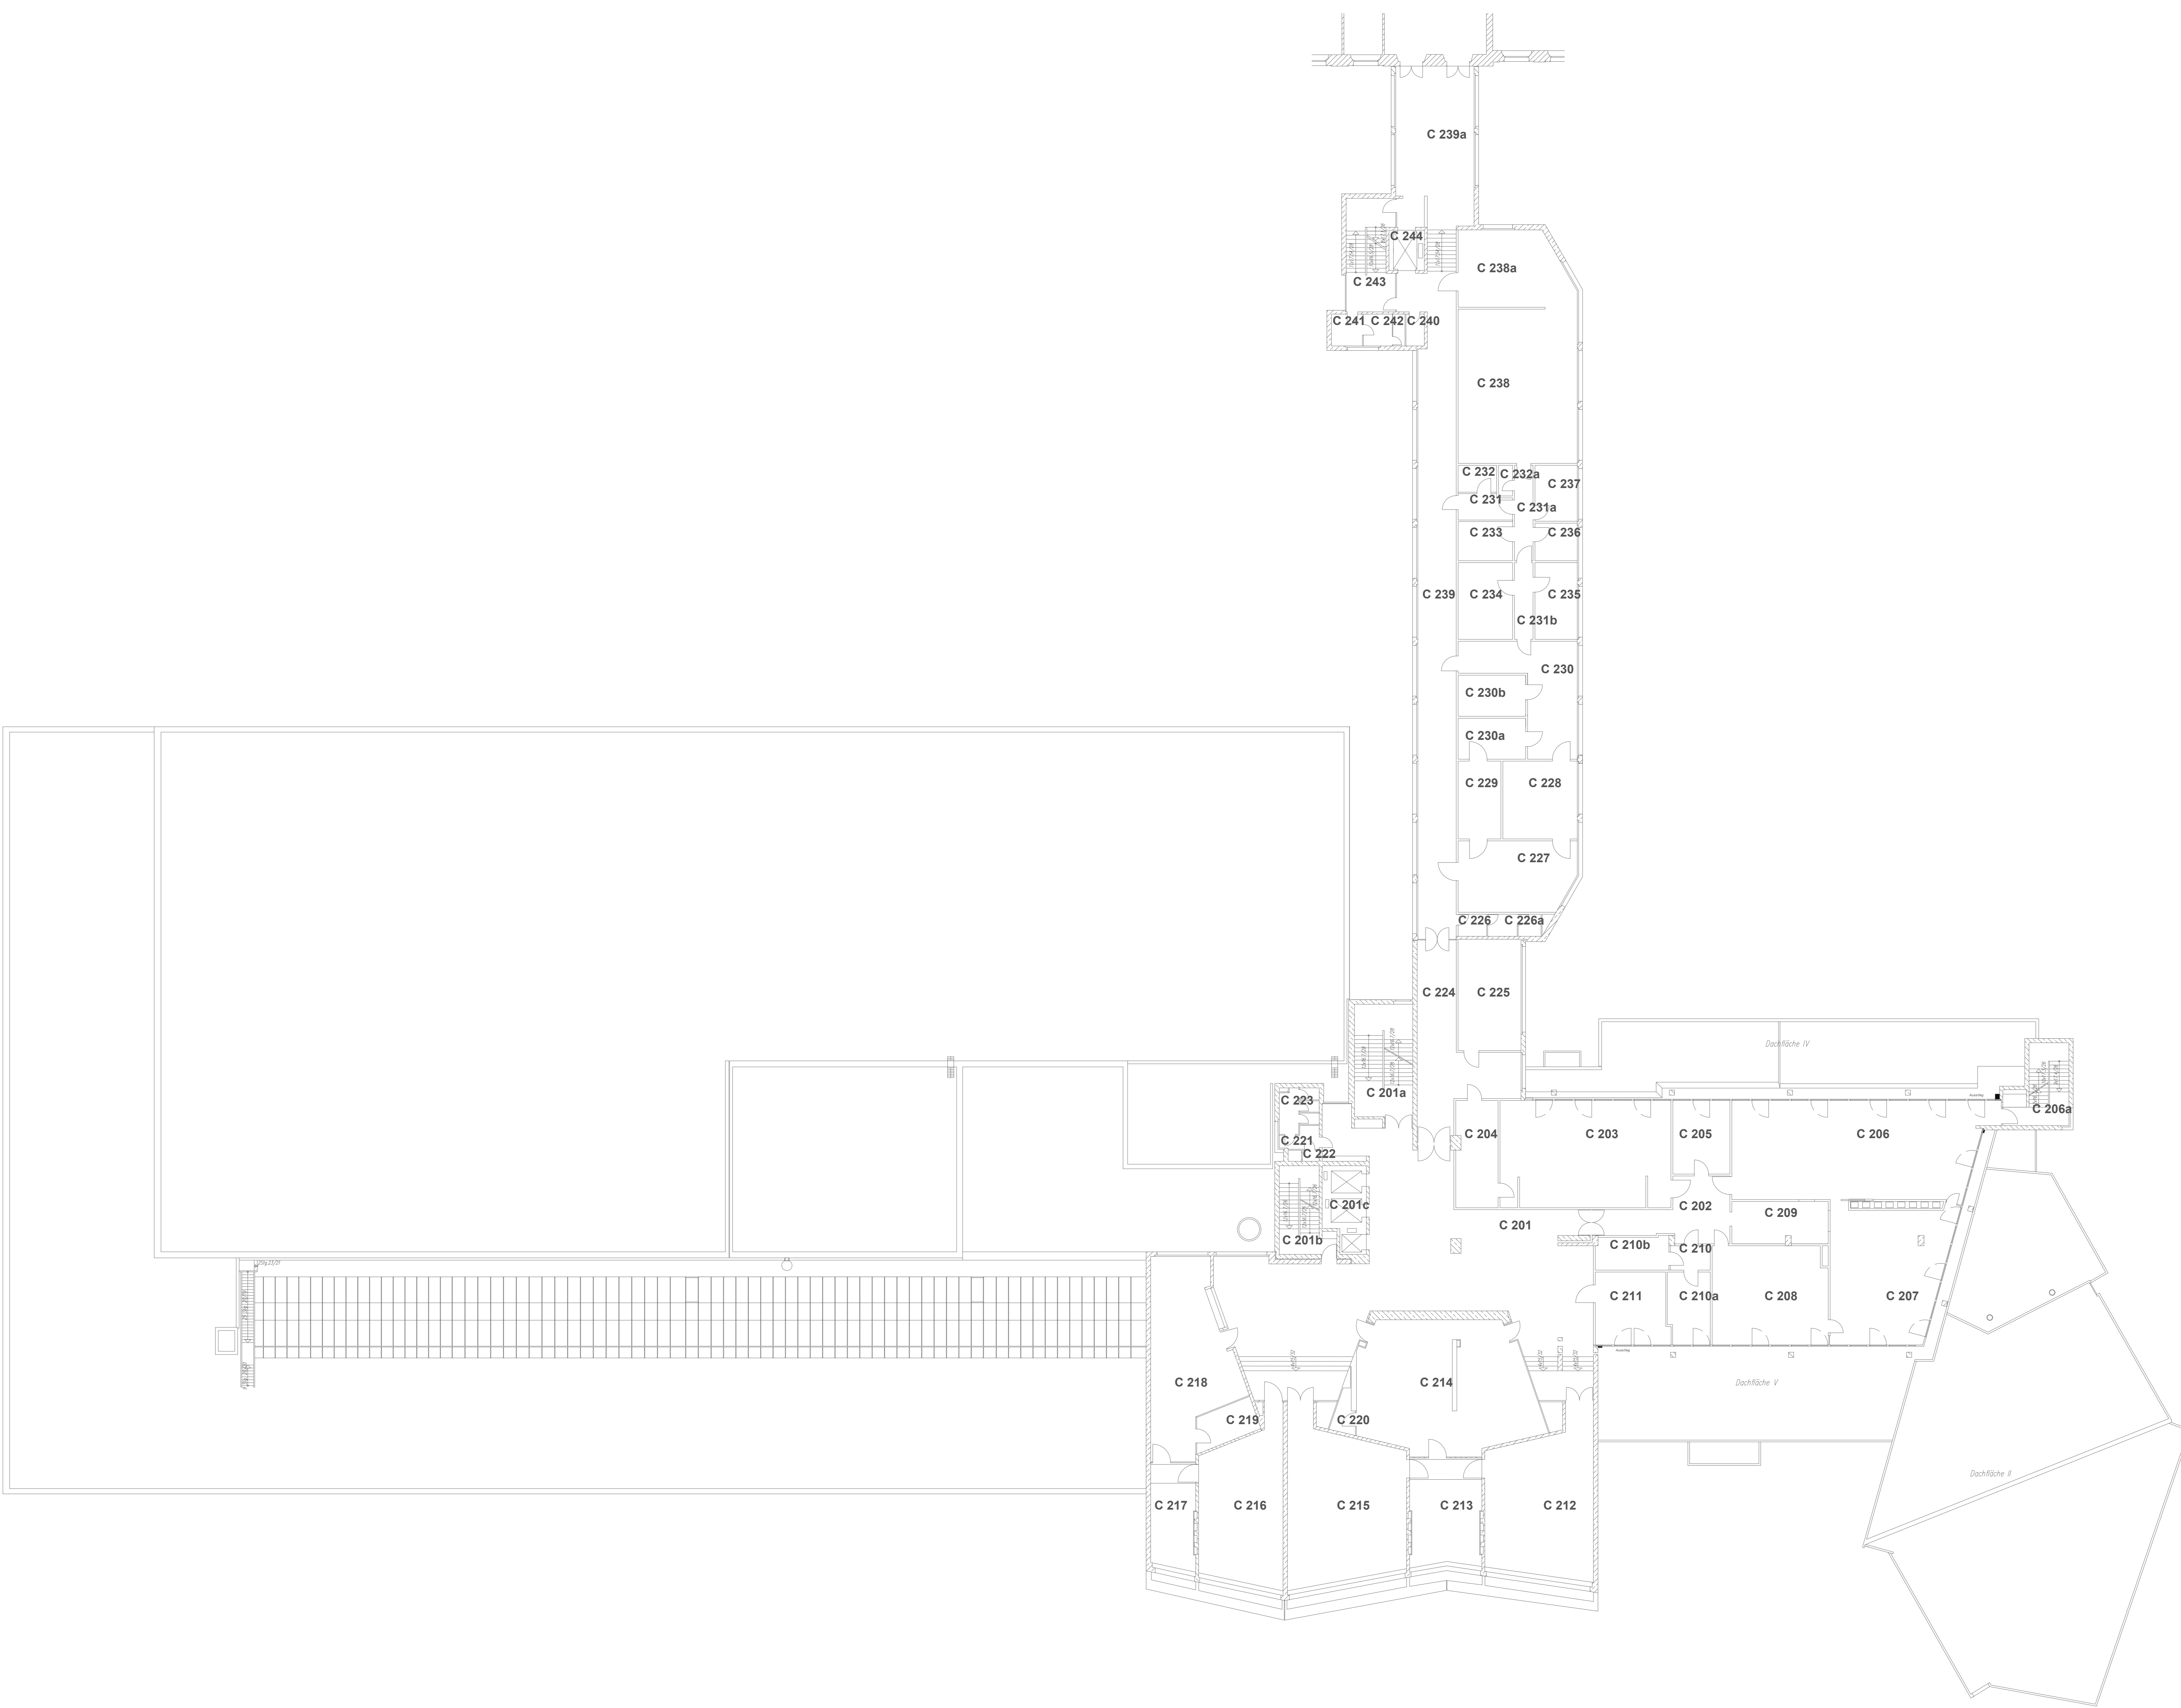 C 239a
C 244
C 238a
C 243
C 241
C 242
C 240
C 238
C 232
C 232a
C 237
C 231
C 231a
C 233
C 236
C 239
C 234
C 235
C 231b
C 230
C 230b
C 230a
C 229
C 228
C 227
C 226
C 226a
C 224
C 225
Dachfläche IV
C 201a
Ausstieg
C 223
C 206a
C 204
C 203
C 205
C 206
C 221
C 222
C 201c
C 202
C 209
C 201
C 201b
C 210b
C 210
C 211
C 210a
C 208
C 207
Ausstieg
C 218
C 214
Dachfläche V
C 219
C 220
Dachfläche II
C 217
C 216
C 215
C 213
C 212